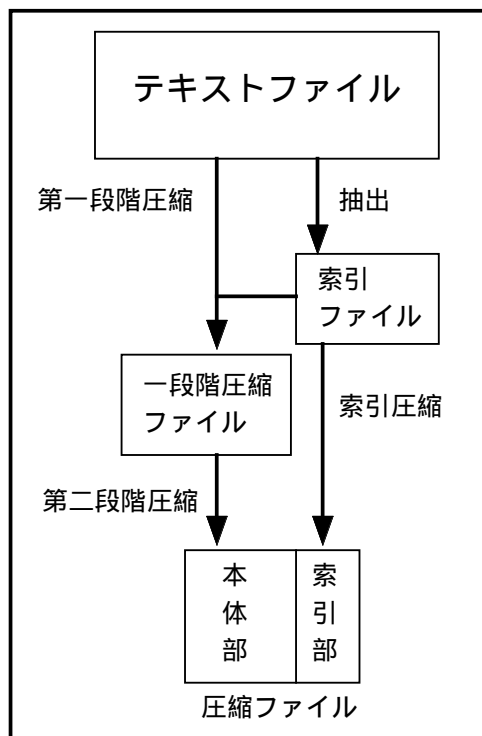 テキストファイル
第一段階圧縮
抽出
索引
ファイル
一段階圧縮
ファイル
索引圧縮
第二段階圧縮
本
体
部
索
引
部
圧縮ファイル